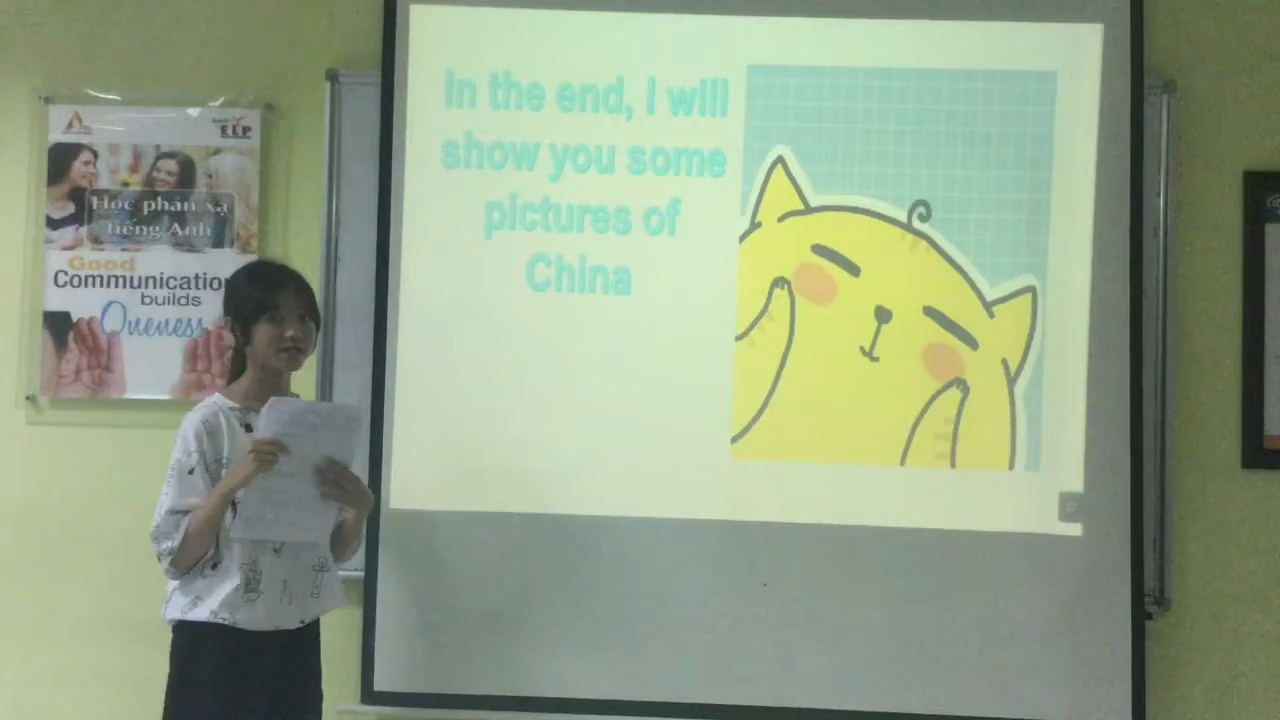 ELP
Học phản xạ
tiếng Anh
Good
Communication
builds
Oneness
In the end, I will
show you some
pictures of
China